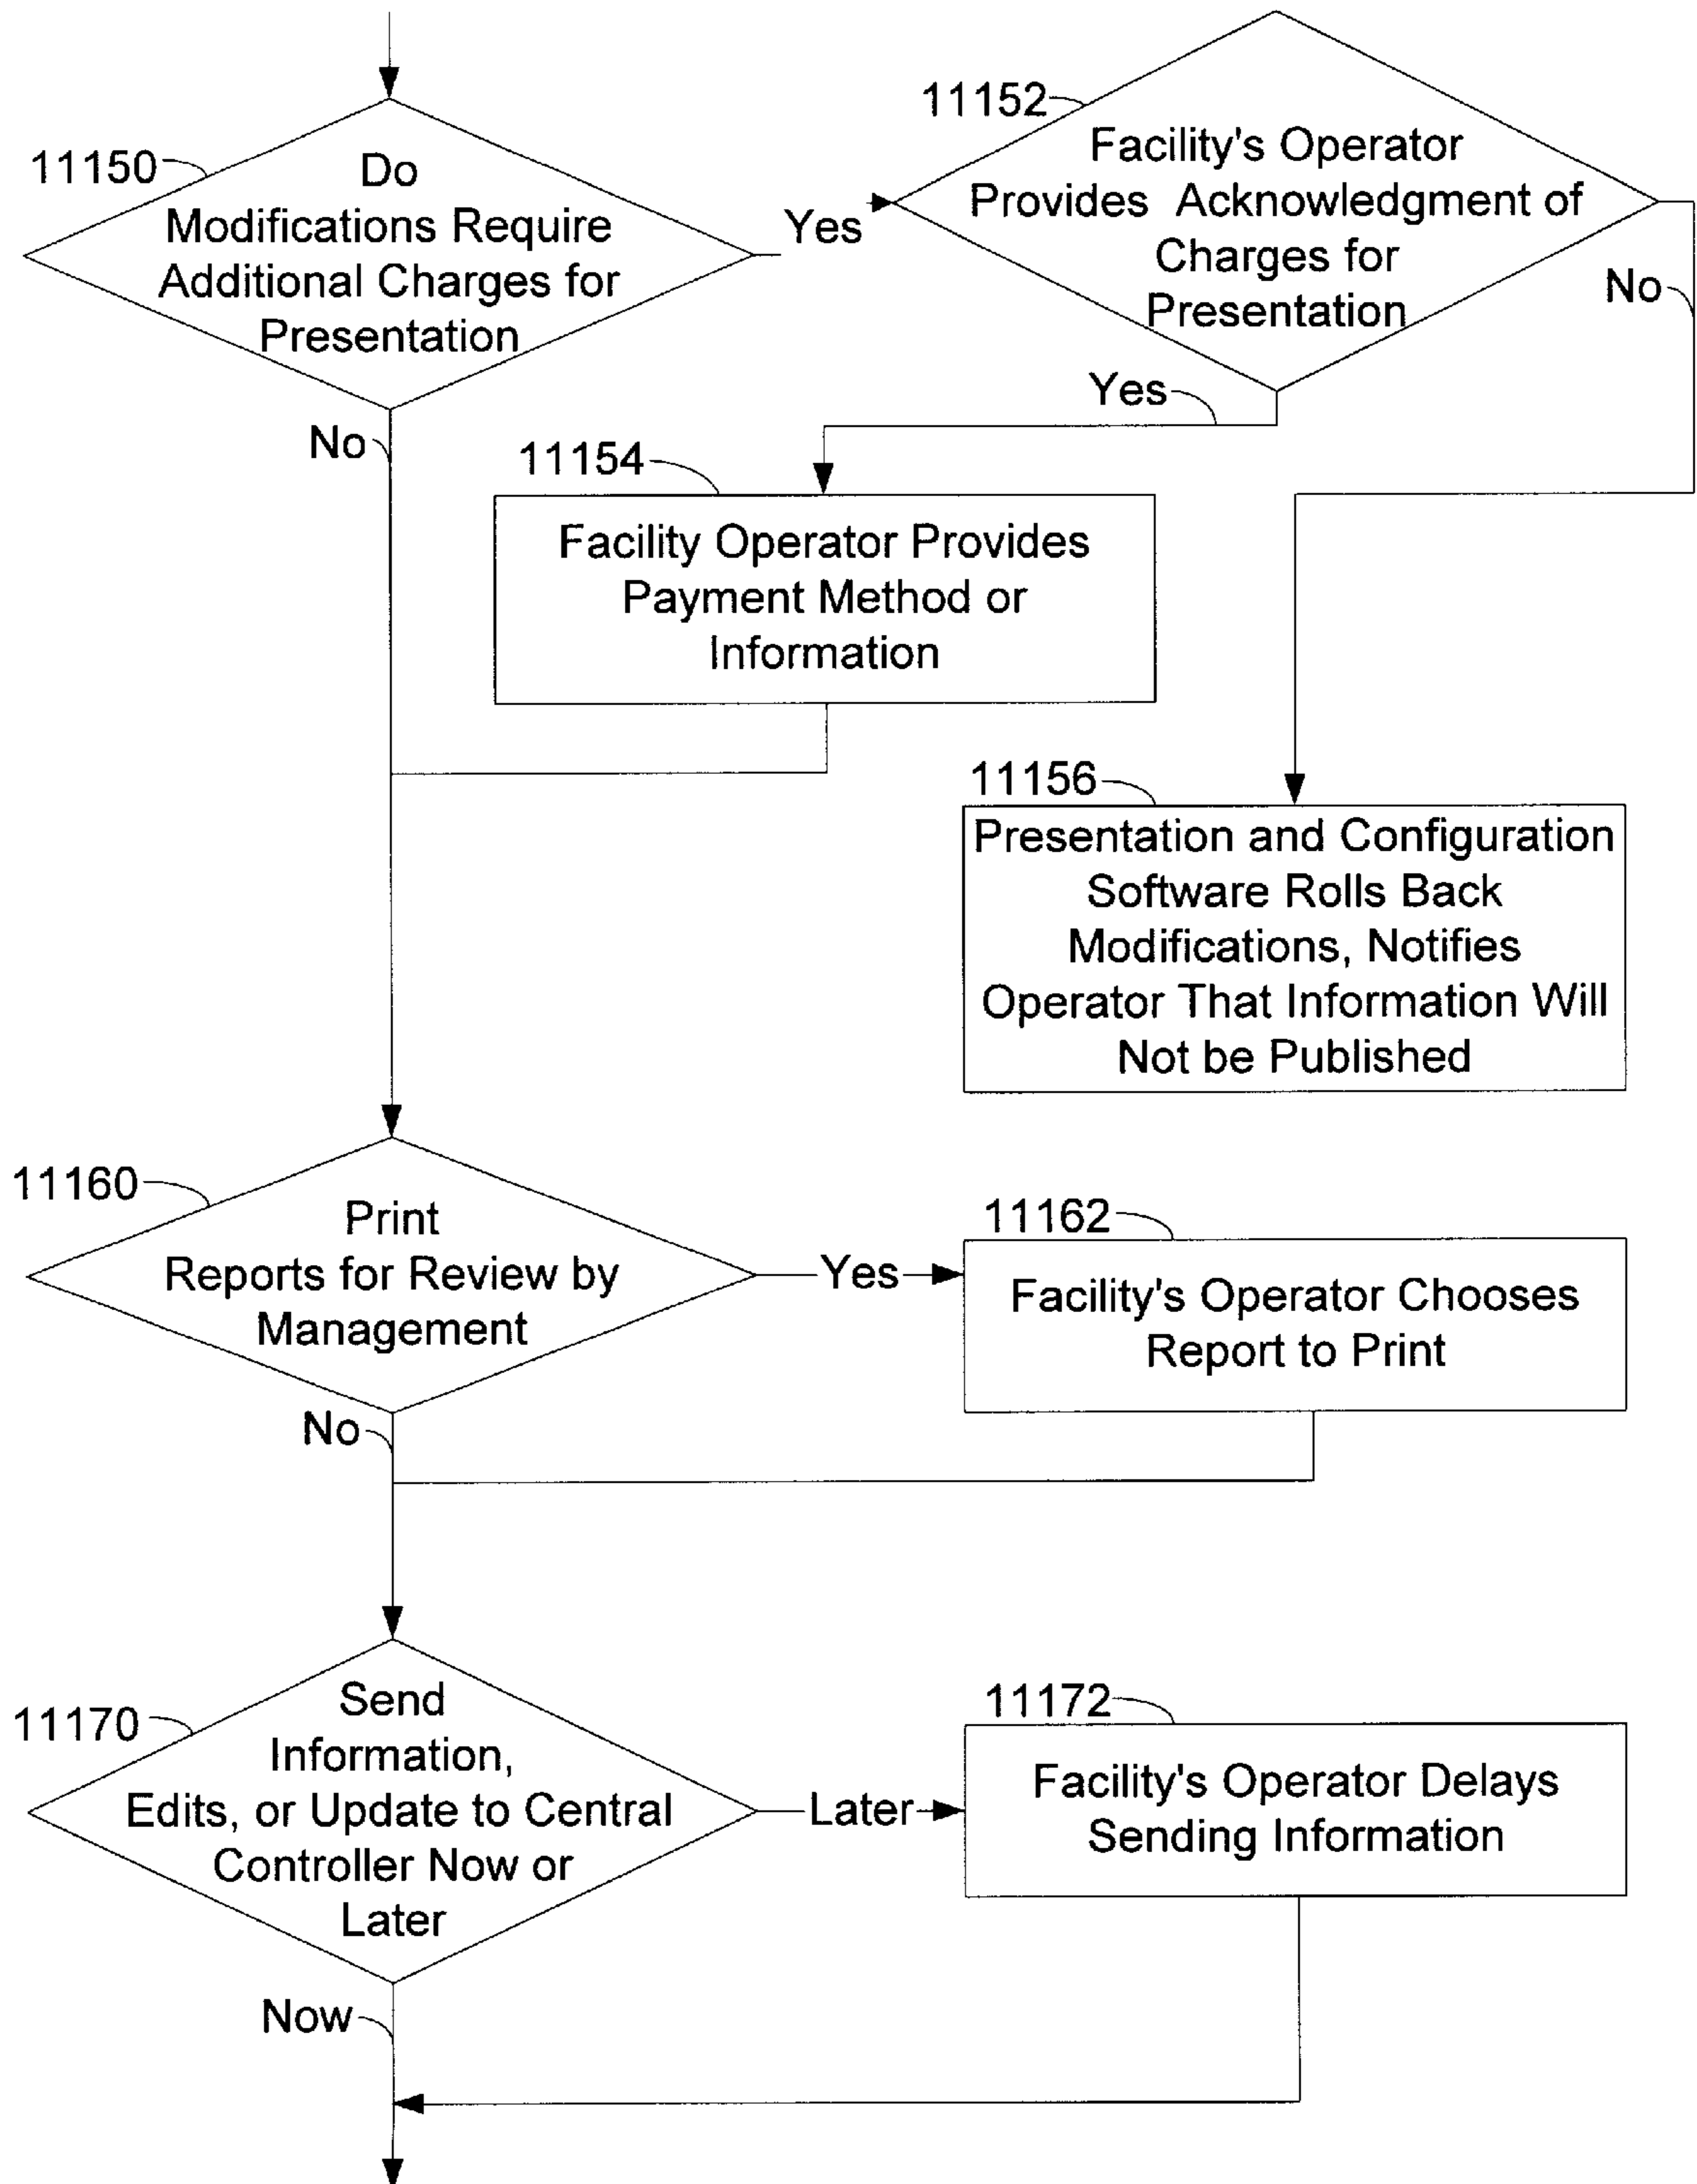 11150
Do
Modifications Require
Additional Charges for
Presentation
Yes
11152
Facility's Operator
Provides Acknowledgment of
Charges for
Presentation
No
Yes
No
11154
Facility Operator Provides
Payment Method or
Information
11156
Presentation and Configuration
Software Rolls Back
Modifications, Notifies
Operator That Information Will
Not be Published
11160
Print
Reports for Review by
Management
Yes
11162
Facility's Operator Chooses
Report to Print
No
11170
Send
Information,
Edits, or Update to Central
Controller Now or
Later
Later
11172
Facility's Operator Delays
Sending Information
Now